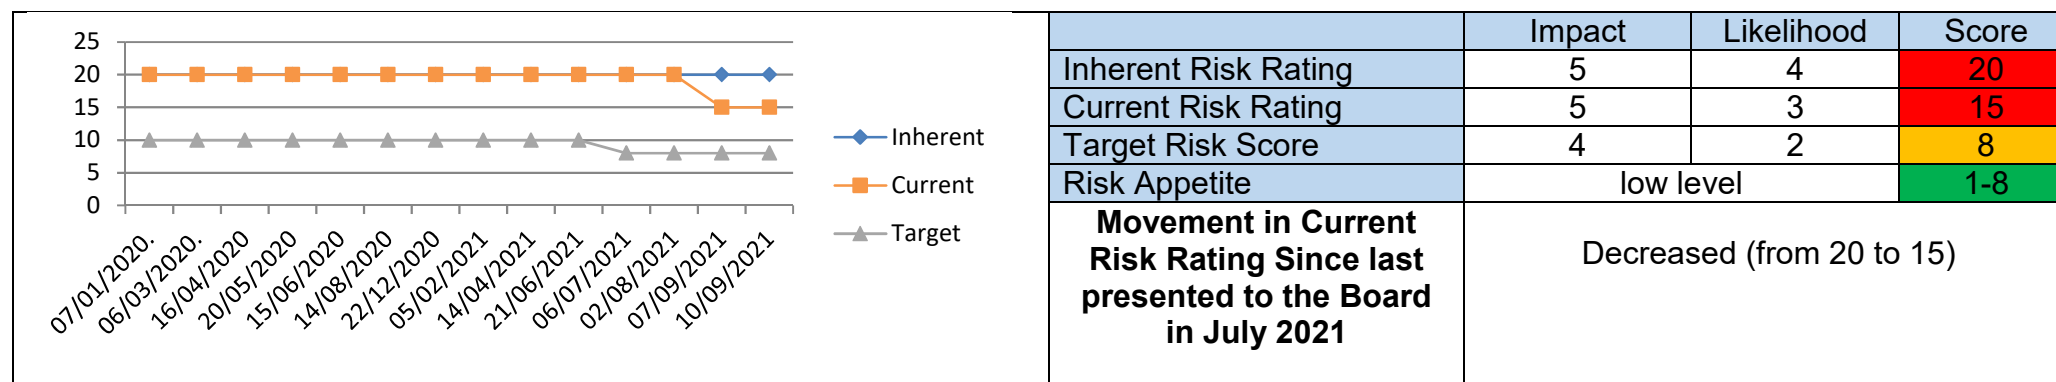 25
20
15
10
5
0
07/01/2020.
06/03/2020.
16/04/2020
20/05/2020
15/06/2020
14/08/2020
22/12/2020
05/02/2021
14/04/2021
21/06/2021
06/07/2021
02/08/2021
07/09/2021
10/09/2021
Inherent
Current
Target
Impact Likelihood Score
Inherent Risk Rating 5 4 20
Current Risk Rating 5 3 15
Target Risk Score 4 2 8
Risk Appetite low level 1-8
Movement in Current
Risk Rating Since last
presented to the Board
in July 2021
Decreased (from 20 to 15)